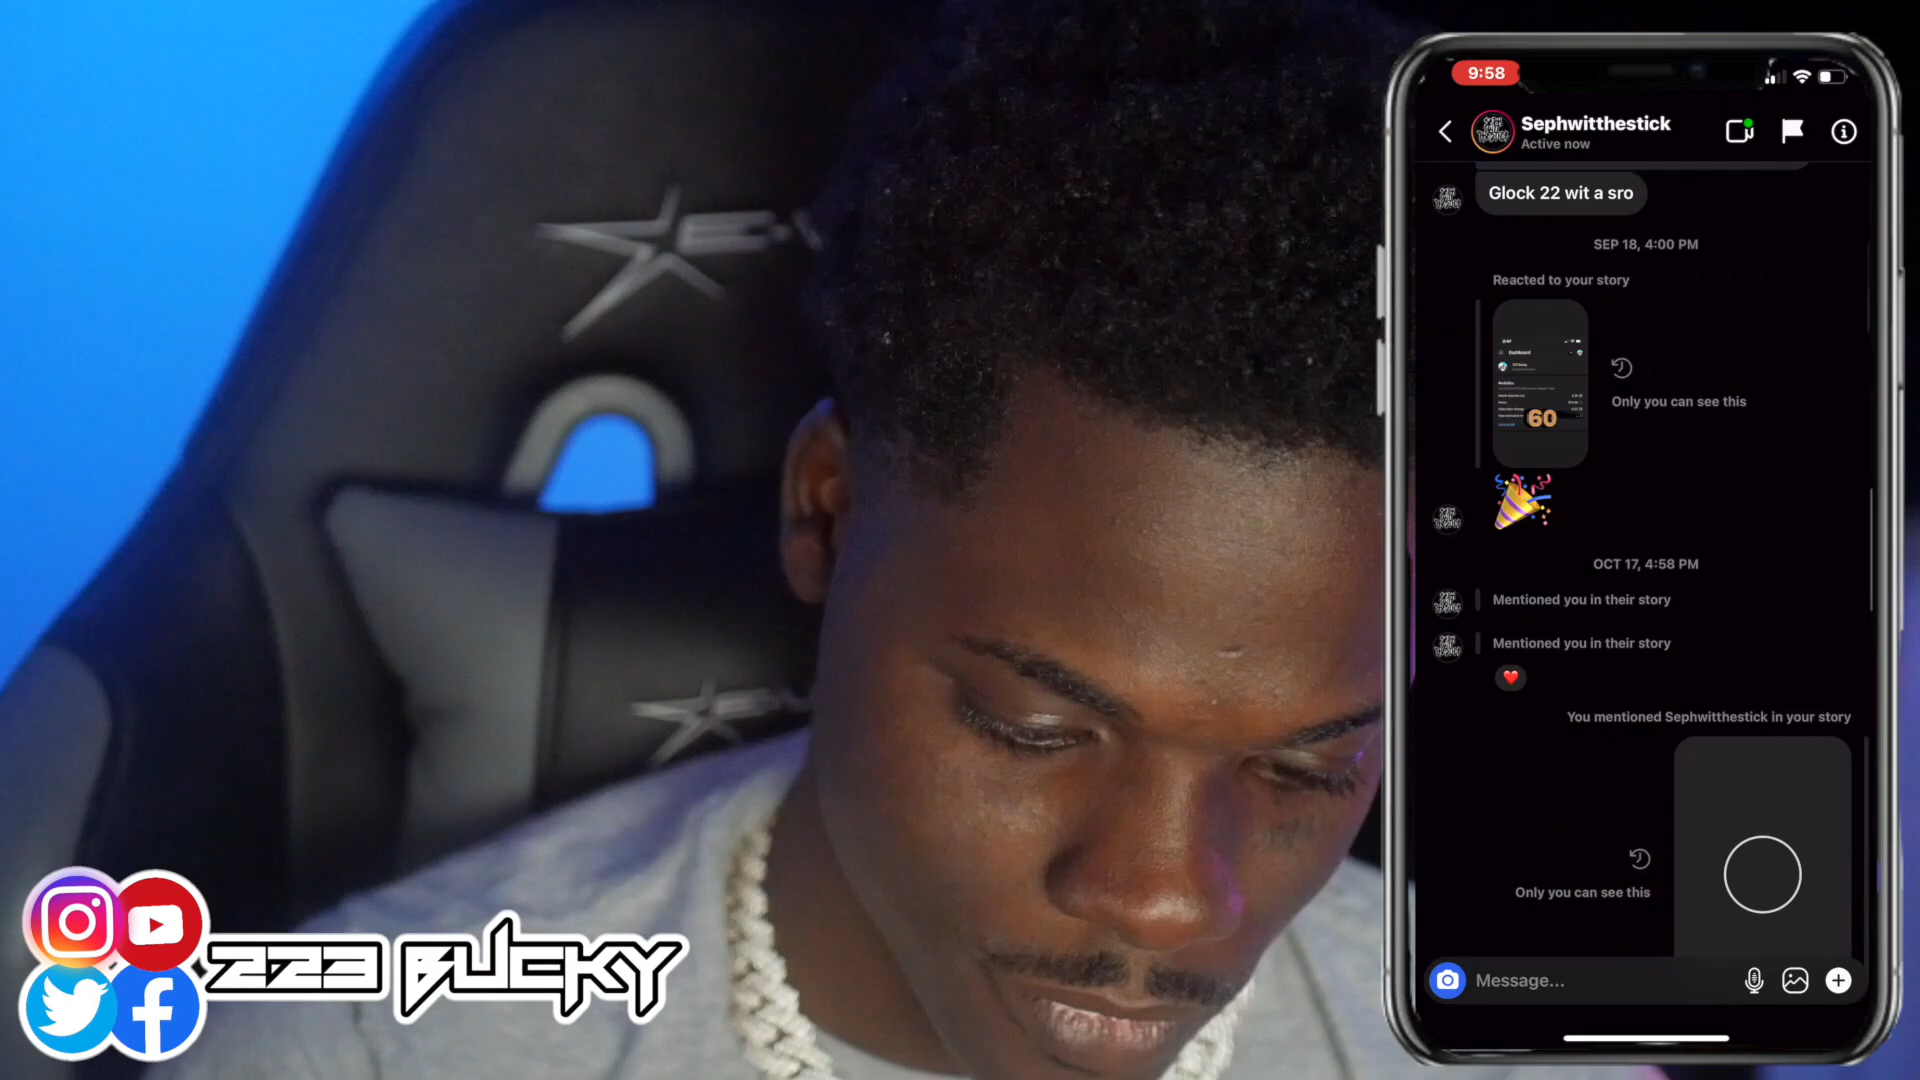 9:58
Sephwitthestick
Active now
Glock 22 wit a sro
SEP 18, 4:00 PM
Reacted to your story
Dashboard
60
Only you can see this
OCT 17, 4:58 PM
Mentioned you in their story
Mentioned you in their story
You mentioned Sephwitthestick in your story
Only you can see this
Message...
223 BUCKY